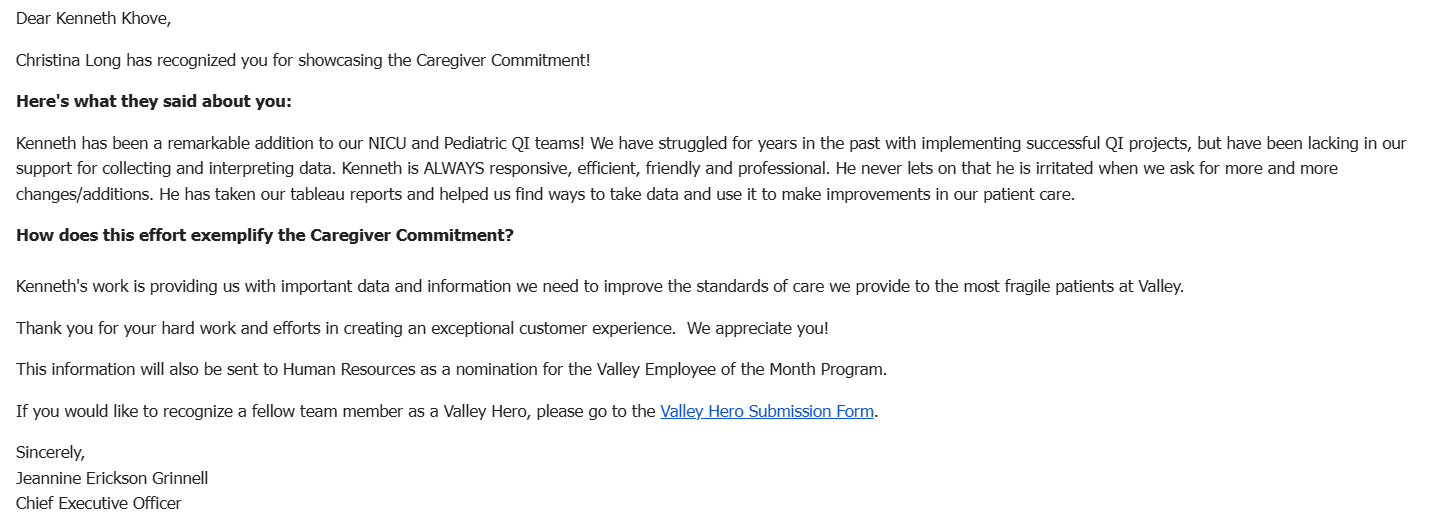 Dear Kenneth Khove,
Christina Long has recognized you for showcasing the Caregiver Commitment!
Here's what they said about you:
Kenneth has been a remarkable addition to our NICU and Pediatric QI teams! We have struggled for years in the past with implementing successful QI projects, but have been lacking in our
support for collecting and interpreting data. Kenneth is ALWAYS responsive, efficient, friendly and professional. He never lets on that he is irritated when we ask for more and more
changes/additions. He has taken our tableau reports and helped us find ways to take data and use it to make improvements in our patient care.
How does this effort exemplify the Caregiver Commitment?
Kenneth's work is providing us with important data and information we need to improve the standards of care we provide to the most fragile patients at Valley.
Thank you for your hard work and efforts in creating an exceptional customer experience.  We appreciate you!
This information will also be sent to Human Resources as a nomination for the Valley Employee of the Month Program.
If you would like to recognize a fellow team member as a Valley Hero, please go to the Valley Hero Submission Form.
Sincerely,
Jeannine Erickson Grinnell
Chief Executive Officer